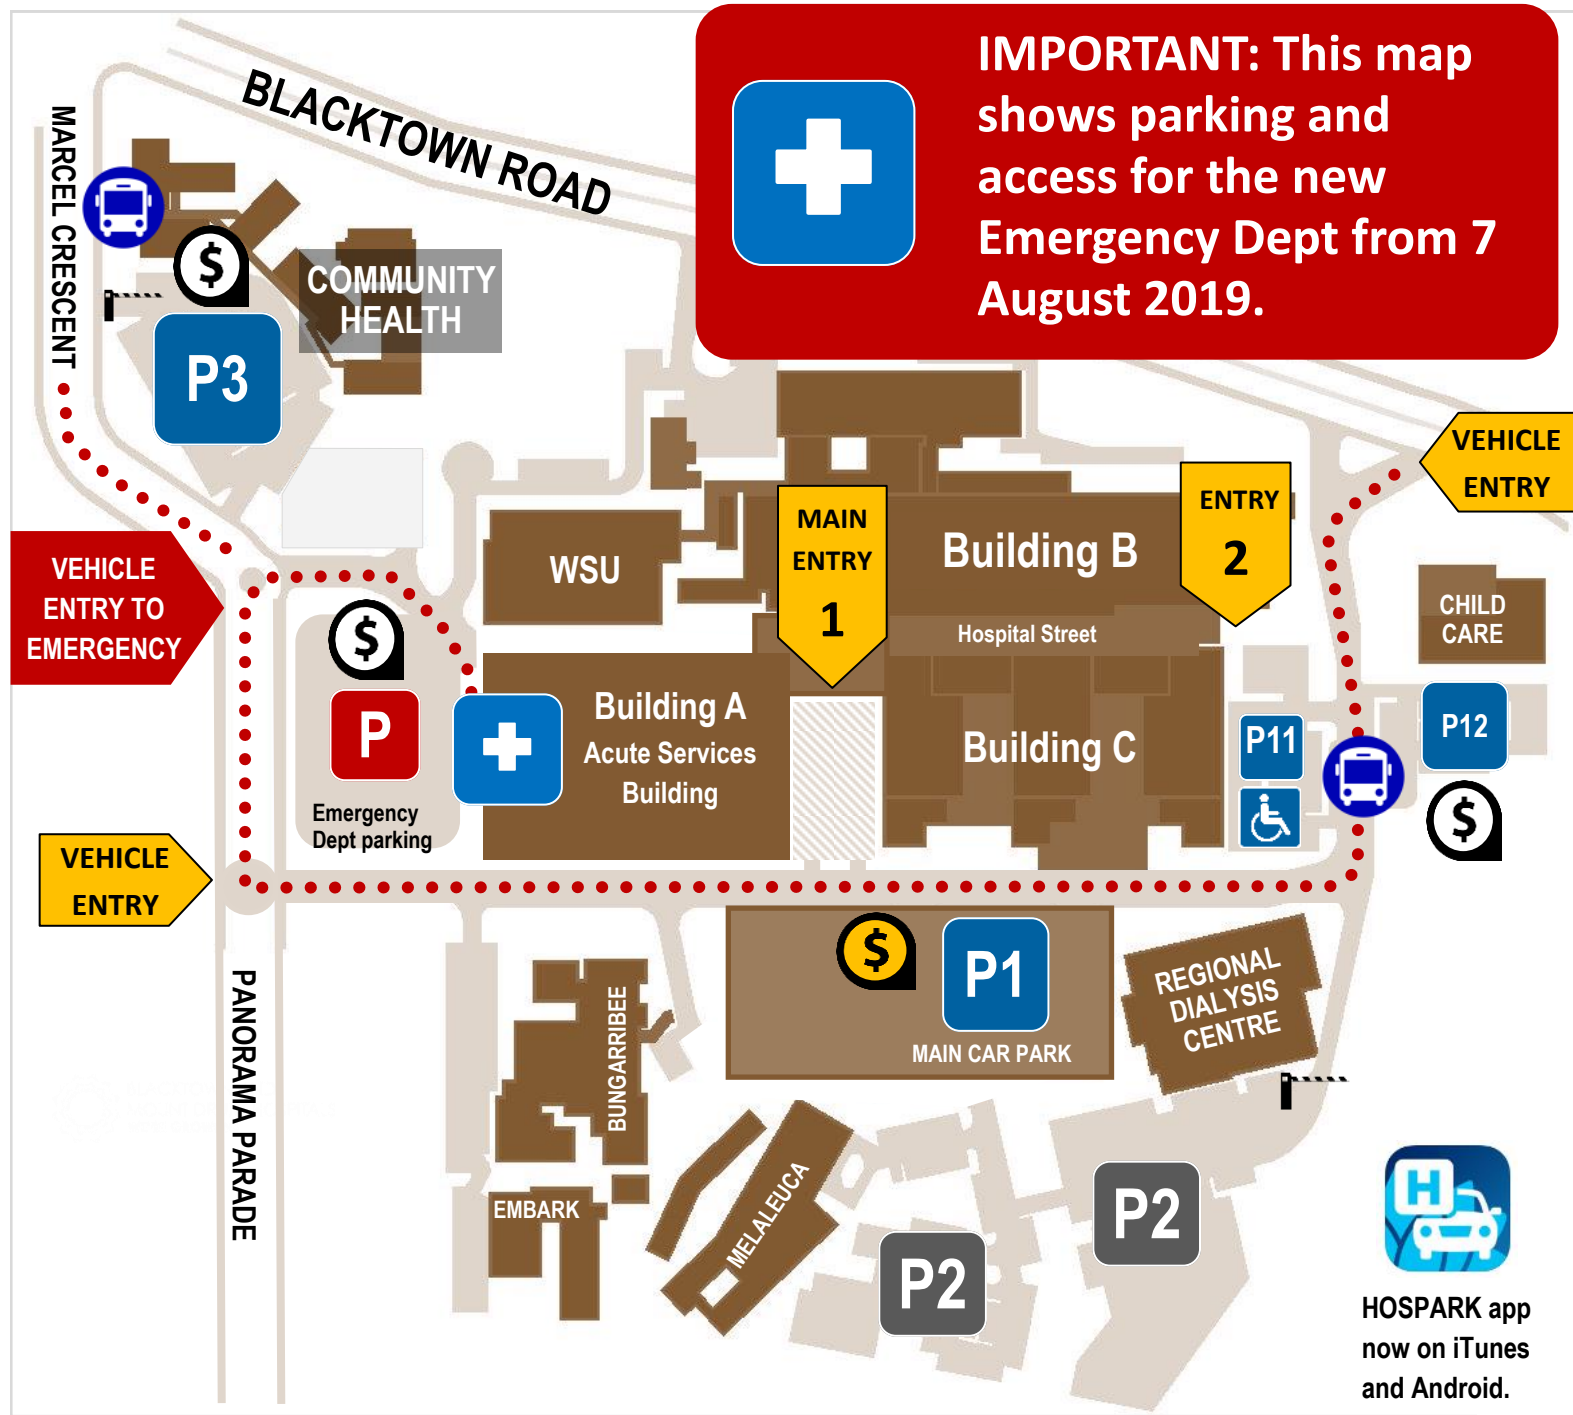 IMPORTANT: This map
shows parking and
access for the new
Emergency Dept from 7
August 2019.
BLACKTOWN ROAD
MARCEL CRESCENT
$
COMMUNITY
HEALTH
P3
VEHICLE
ENTRY
MAIN
ENTRY
1
ENTRY
2
Building B
WSU
VEHICLE
ENTRY TO
EMERGENCY
CHILD
CARE
Hospital Street
$
P
Emergency
Dept parking
Building A
Acute Services
Building
Building C
P11
P12
$
VEHICLE
ENTRY
$
P1
MAIN CAR PARK
REGIONAL
DIALYSIS
CENTRE
PANORAMA PARADE
BUNGARRIBEE
EMBARK
MELALEUCA
P2
P2
H
HOSPARK app
now on iTunes
and Android.